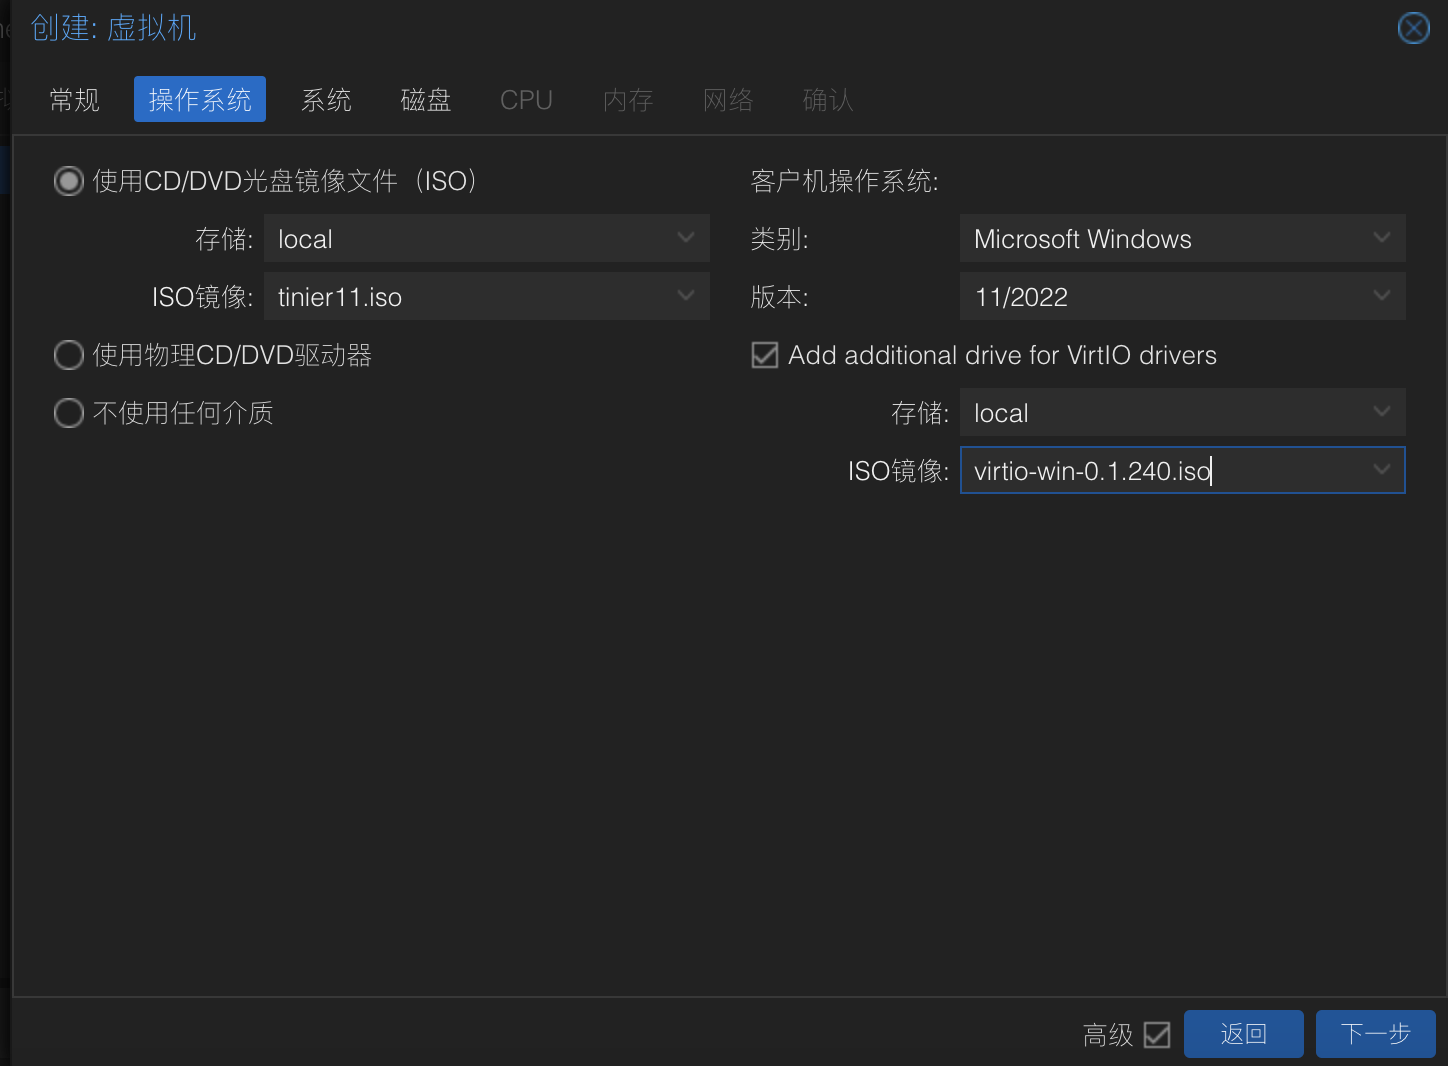 创建: 虚拟机
常规 操作系统 系统 磁盘 CPU 内存 网络 确认
使用CD/DVD光盘镜像文件（ISO）
存储: local
ISO镜像: tinier11.iso
使用物理CD/DVD驱动器
不使用任何介质
客户机操作系统:
类别: Microsoft Windows
版本: 11/2022
Add additional drive for VirtIO drivers
存储: local
ISO镜像: virtio-win-0.1.240.iso
高级 返回 下一步